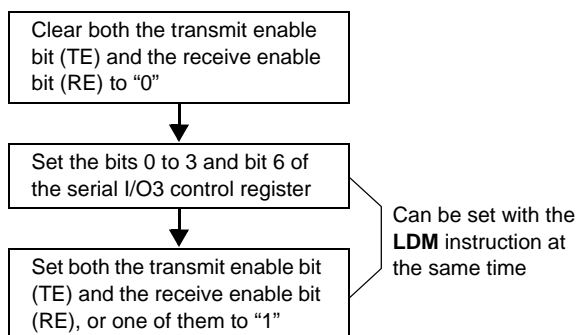 Clear both the transmit enable
bit (TE) and the receive enable
bit (RE) to “0”
Set the bits 0 to 3 and bit 6 of
the serial I/O3 control register
Can be set with the
LDM instruction at
the same time
Set both the transmit enable bit
(TE) and the receive enable bit
(RE), or one of them to “1”